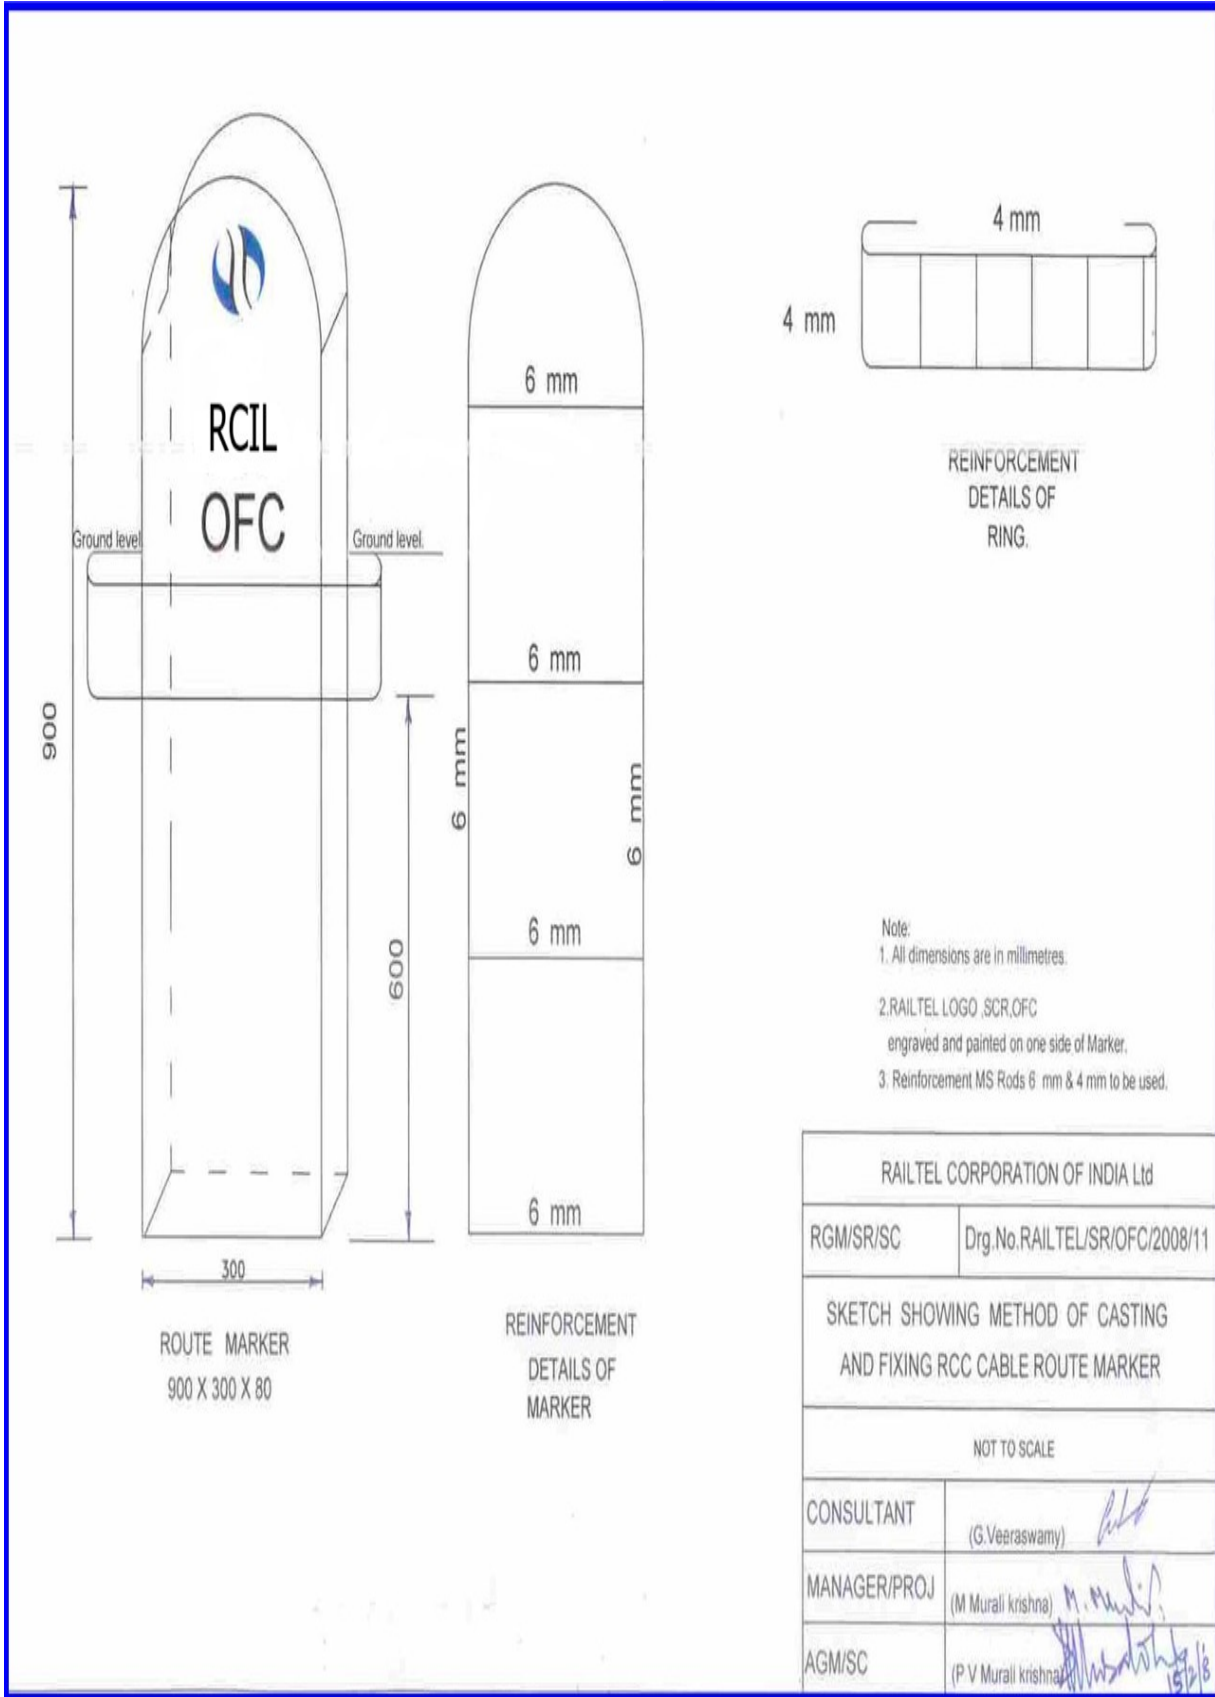 RCIL
OFC
Ground level
Ground level.
900
600
300
ROUTE MARKER
900 X 300 X 80
6 mm
6 mm
6 mm
6 mm
6 mm
6 mm
REINFORCEMENT
DETAILS OF
MARKER
4 mm
4 mm
REINFORCEMENT
DETAILS OF
RING.
Note:
1. All dimensions are in millimetres.
2.RAILTEL LOGO ,SCR,OFC
engraved and painted on one side of Marker.
3. Reinforcement MS Rods 6 mm & 4 mm to be used.
RAILTEL CORPORATION OF INDIA Ltd
RGM/SR/SC Drg.No.RAILTEL/SR/OFC/2008/11
SKETCH SHOWING METHOD OF CASTING
AND FIXING RCC CABLE ROUTE MARKER
NOT TO SCALE
CONSULTANT (G.Veeraswamy)
MANAGER/PROJ (M Murali krishna)
AGM/SC (P V Murali krishna